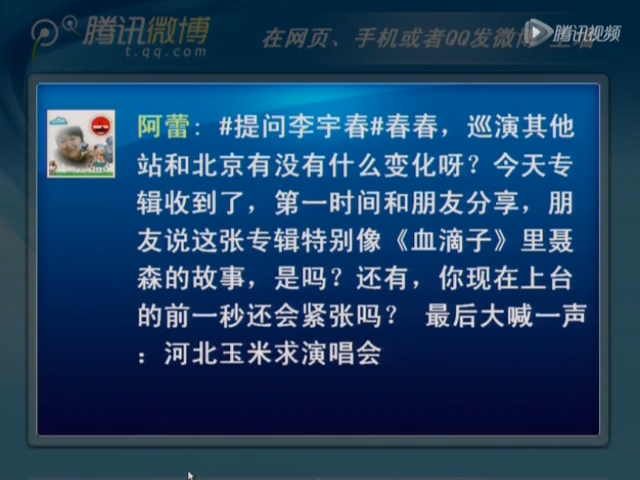 腾讯微博
t.qq.com
在网页、手机或者QQ发微博
腾讯视频
阿蕾：#提问李宇春#春春，巡演其他
站和北京有没有什么变化呀？今天专
辑收到了，第一时间和朋友分享，朋
友说这张专辑特别像《血滴子》里聂
森的故事，是吗？还有，你现在上台
的前一秒还会紧张吗？ 最后大喊一声
：河北玉米求演唱会